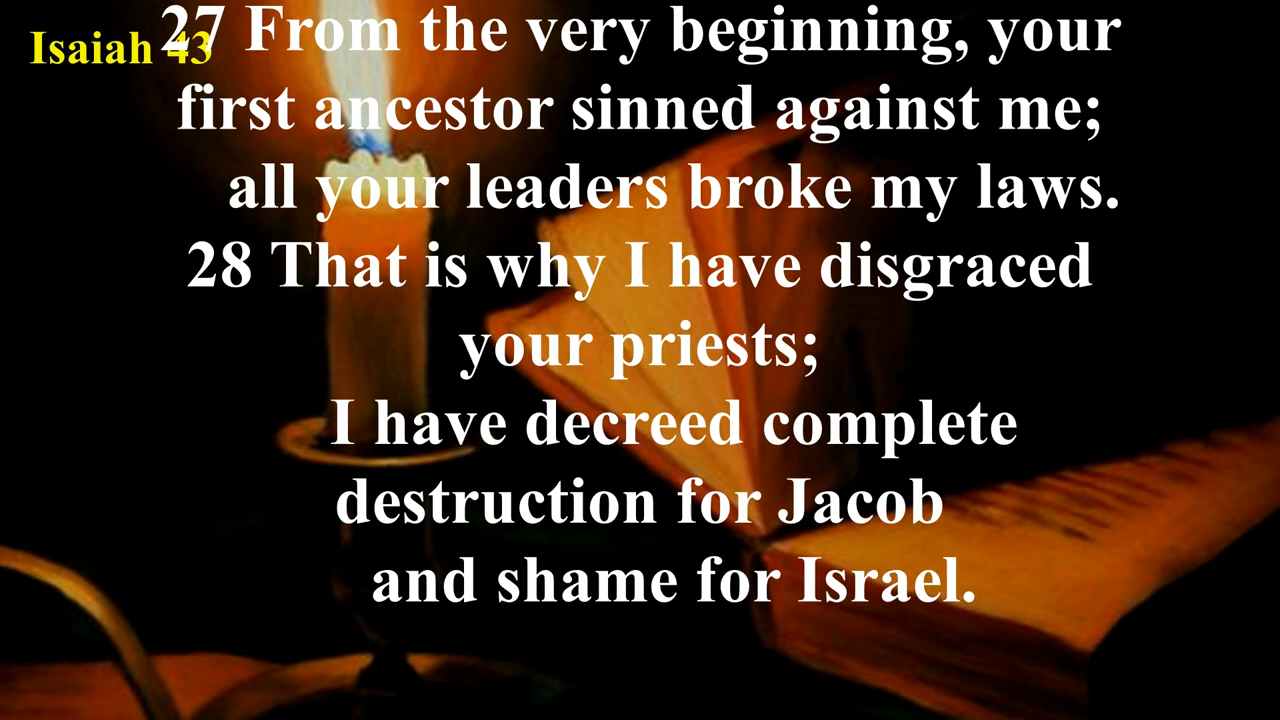 Isaiah 43
27 From the very beginning, your
first ancestor sinned against me;
all your leaders broke my laws.
28 That is why I have disgraced
your priests;
I have decreed complete
destruction for Jacob
and shame for Israel.